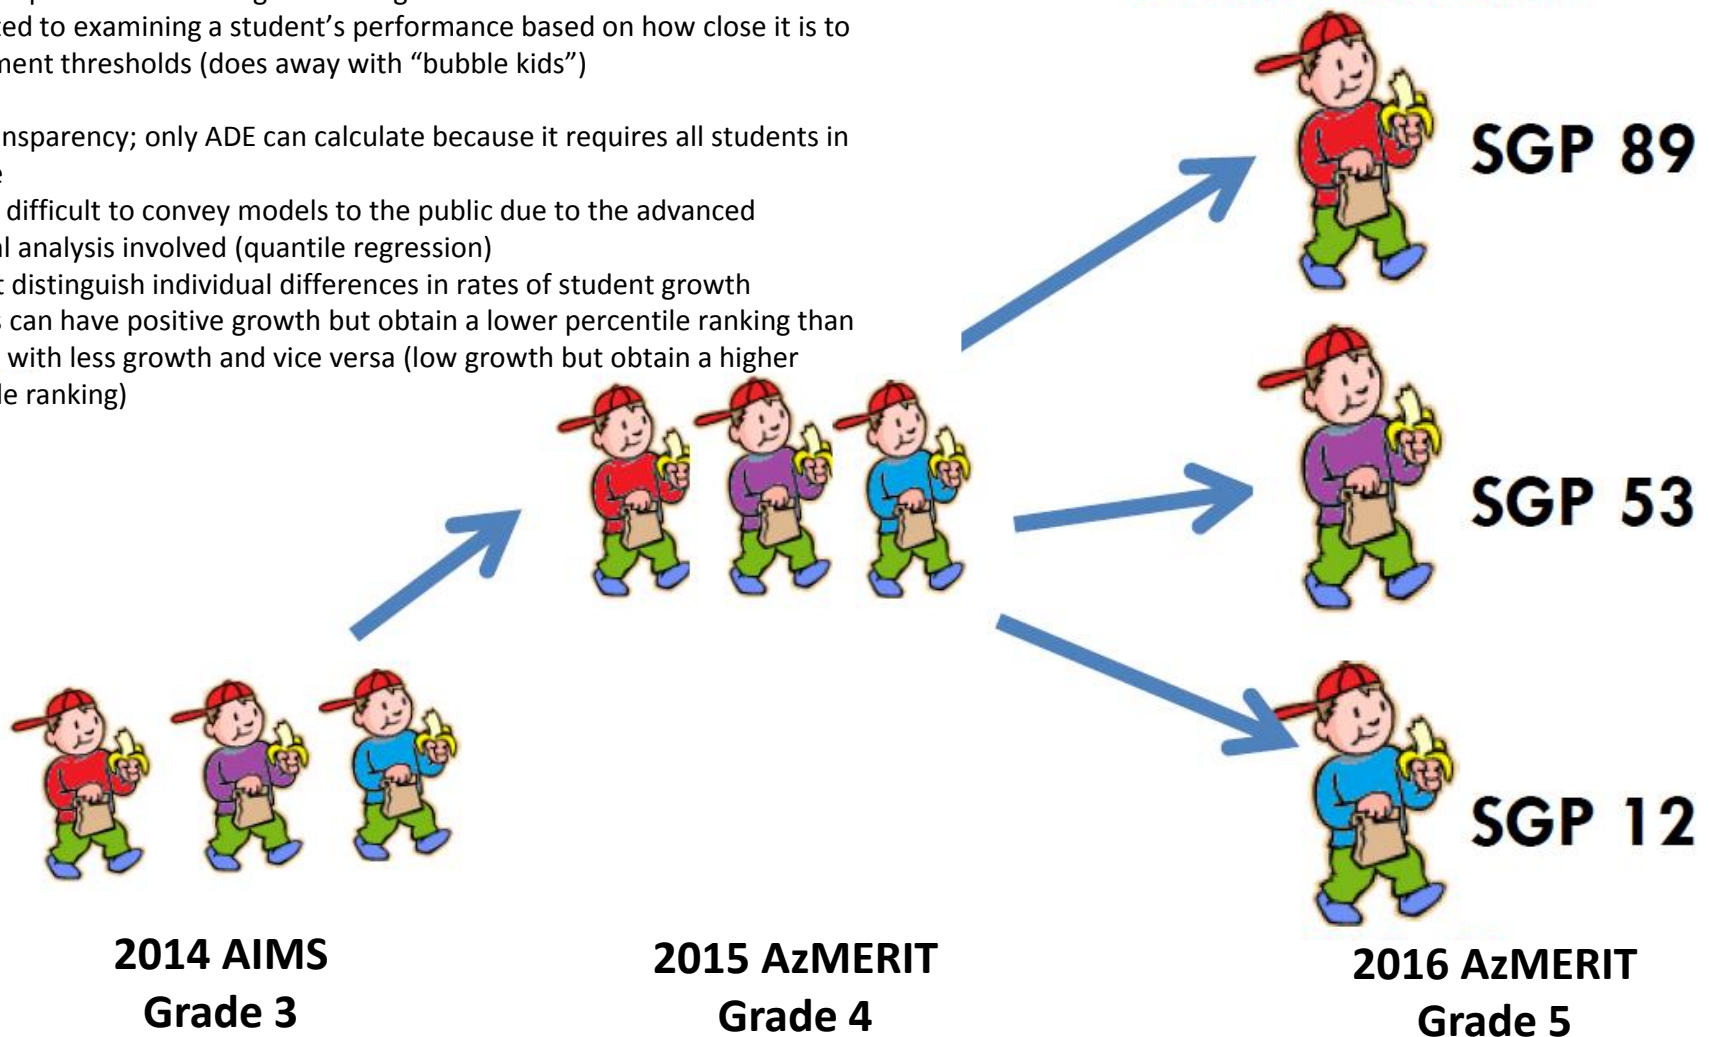 ted to examining a student's performance based on how close it is to
ment thresholds (does away with “bubble kids”)
nsparency; only ADE can calculate because it requires all students in
e
difficult to convey models to the public due to the advanced
l analysis involved (quantile regression)
t distinguish individual differences in rates of student growth
s can have positive growth but obtain a lower percentile ranking than
with less growth and vice versa (low growth but obtain a higher
le ranking)
SGP 89
SGP 53
SGP 12
2014 AIMS
Grade 3
2015 AzMERIT
Grade 4
2016 AzMERIT
Grade 5